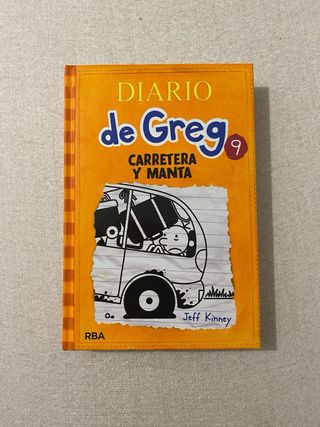 DIARIO
de Greg 9
CARRETERA
Y MANTA
Jeff Kinney
RBA